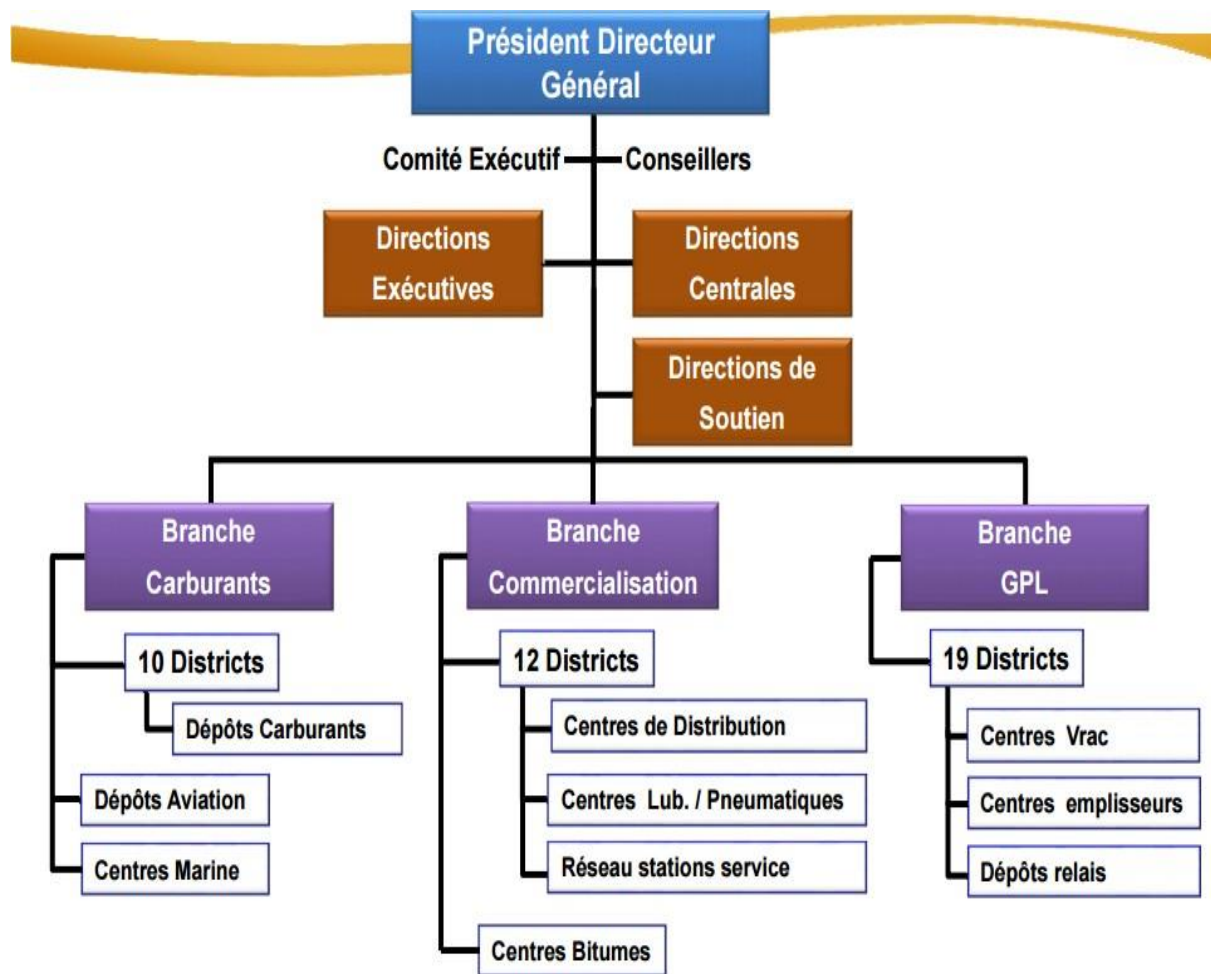 Président Directeur
Général
Comité Exécutif
Conseillers
Directions
Exécutives
Directions
Centrales
Directions de
Soutien
Branche
Carburants
Branche
Commercialisation
Branche
GPL
10 Districts
Dépôts Carburants
Dépôts Aviation
Centres Marine
12 Districts
Centres de Distribution
Centres Lub. / Pneumatiques
Réseau stations service
Centres Bitumes
19 Districts
Centres Vrac
Centres emplisseurs
Dépôts relais